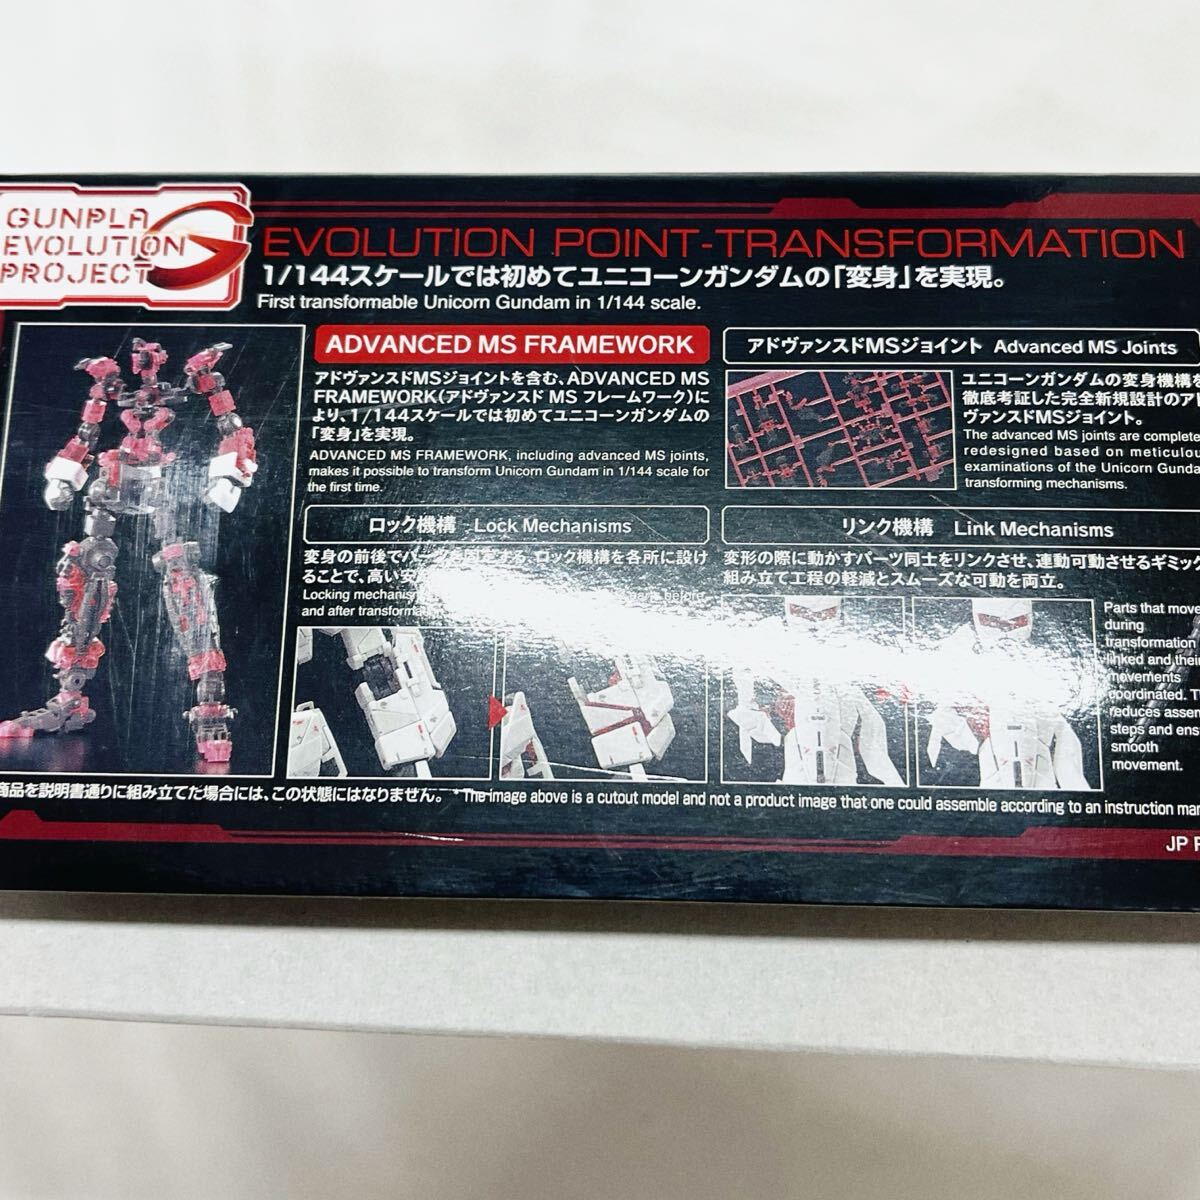 GUNPLA
EVOLUTION
PROJECT
EVOLUTION POINT-TRANSFORMATION
1/144スケールでは初めてユニコーンガンダムの「変身」を実現。
First transformable Unicorn Gundam in 1/144 scale.
ADVANCED MS FRAMEWORK
アドヴァンスドMSジョイントを含む、ADVANCED MS
FRAMEWORK(アドヴァンスド MS フレームワーク)に
より、1/144スケールでは初めてユニコーンガンダムの
「変身」を実現。
ADVANCED MS FRAMEWORK, including advanced MS joints,
makes it possible to transform Unicorn Gundam in 1/144 scale for
the first time.
アドヴァンスドMSジョイント Advanced MS Joints
ユニコーンガンダムの変身機構を
徹底考証した完全新規設計のアド
ヴァンスドMSジョイント。
The advanced MS joints are complete
redesigned based on meticulou
examinations of the Unicorn Gunda
transforming mechanisms.
ロック機構 Lock Mechanisms
変身の前後でパーツを固定する、ロック機構を各所に設け
ることで、高い安
Locking mechanis parts before
and after transforma
リンク機構 Link Mechanisms
変形の際に動かすパーツ同士をリンクさせ、連動可動させるギミック
組み立て工程の軽減とスムーズな可動を両立。
Parts that move
during
transformation
linked and their
movements
coordinated. T
reduces assem
steps and ens
smooth
movement.
商品を説明書通りに組み立てた場合には、この状態にはなりません。 *The image above is a cutout model and not a product image that one could assemble according to an instruction man
JP P